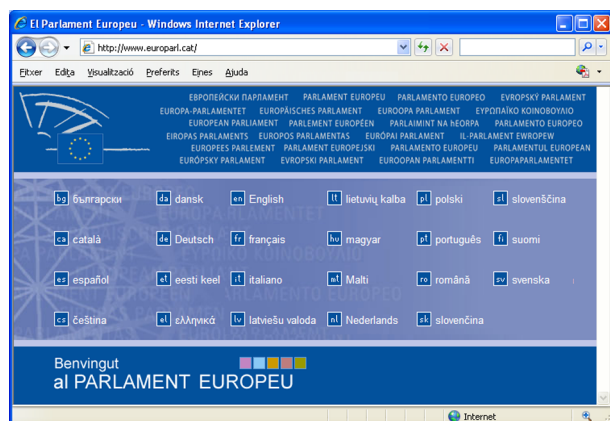 El Parlament Europeu - Windows Internet Explorer
http://www.europarl.cat/
Fitxer Edita Visualització Preferits Eines Ajuda
ЕВРОПЕЙСКИ ПАРЛАМЕНТ PARLAMENT EUROPEU PARLAMENTO EUROPEO EVROPSKÝ PARLAMENT
EUROPA-PARLAMENTET EUROPÄISCHES PARLAMENT EUROOPA PARLAMENT ΕΥΡΩΠΑΪΚΟ ΚΟΙΝΟΒΟΥΛΙΟ
EUROPEAN PARLIAMENT PARLEMENT EUROPÉEN PARLAIMINT NA hEORPA PARLAMENTO EUROPEO
EIROPAS PARLAMENTS EUROPOS PARLAMENTAS EURÓPAI PARLAMENT IL-PARLAMENT EWROPEW
EUROPEES PARLEMENT PARLAMENT EUROPEJSKI PARLAMENTO EUROPEU PARLAMENTUL EUROPEAN
EURÓPSKY PARLAMENT EVROPSKI PARLAMENT EUROOPAN PARLAMENTTI EUROPAPARLAMENTET
bg български da dansk en English lt lietuvių kalba pl polski sl slovenščina
ca català de Deutsch fr français hu magyar pt português fi suomi
es español et eesti keel it italiano mt Malti ro română sv svenska
cs čeština el ελληνικά lv latviešu valoda nl Nederlands sk slovenčina
Benvingut
al PARLAMENT EUROPEU
Internet